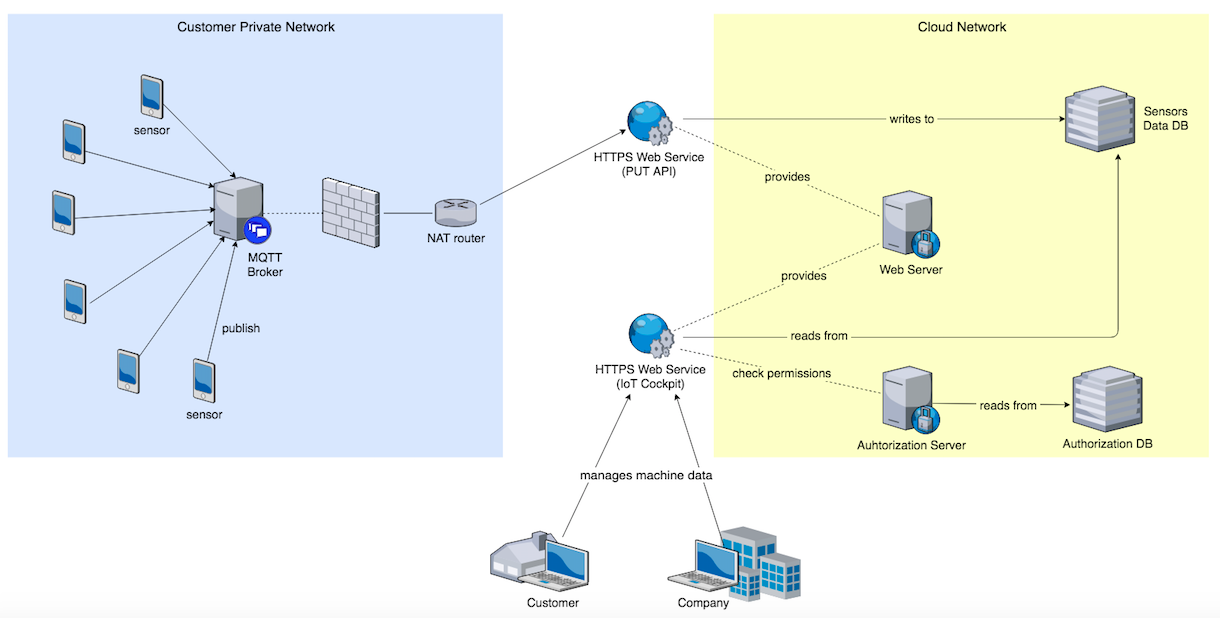 Customer Private Network
Cloud Network
sensor
Sensors
Data DB
writes to
HTTPS Web Service
(PUT API)
provides
NAT router
MQTT
Broker
Web Server
provides
publish
reads from
HTTPS Web Service
(IoT Cockpit)
check permissions
reads from
sensor
Auhtorization Server
Authorization DB
manages machine data
Customer
Company